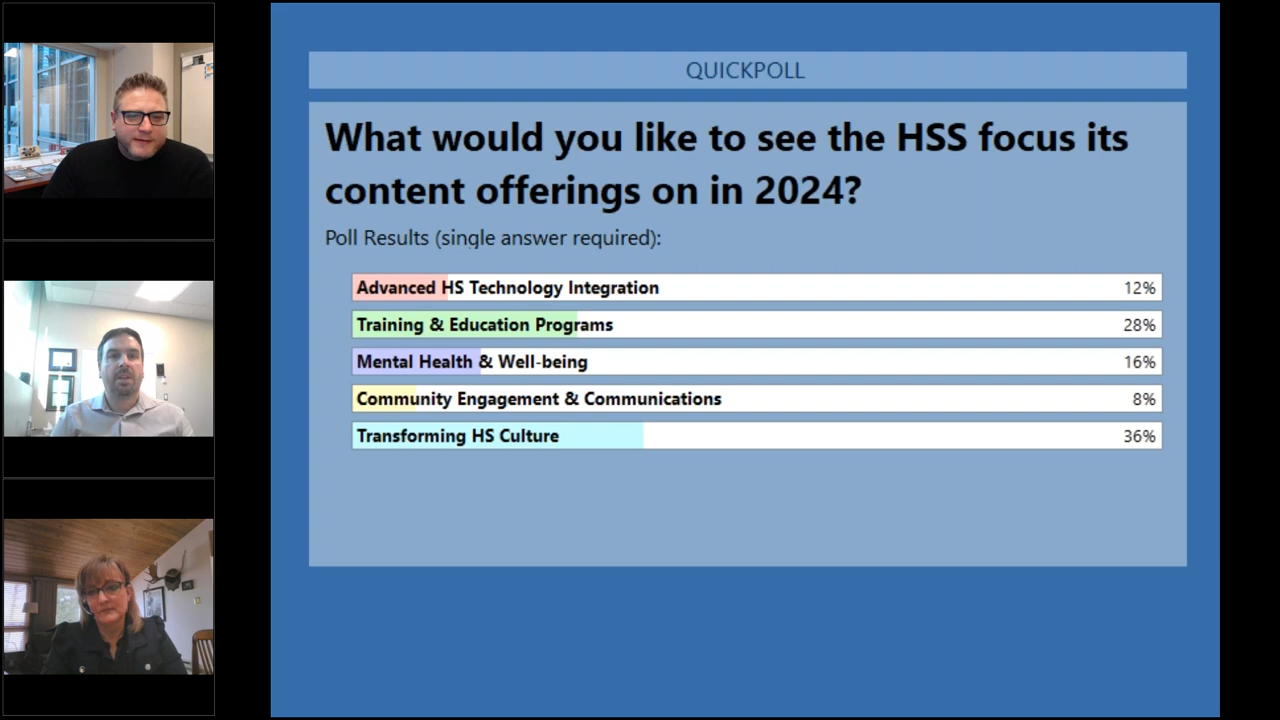 QUICKPOLL
What would you like to see the HSS focus its
content offerings on in 2024?
Poll Results (single answer required):
Advanced HS Technology Integration 12%
Training & Education Programs 28%
Mental Health & Well-being 16%
Community Engagement & Communications 8%
Transforming HS Culture 36%